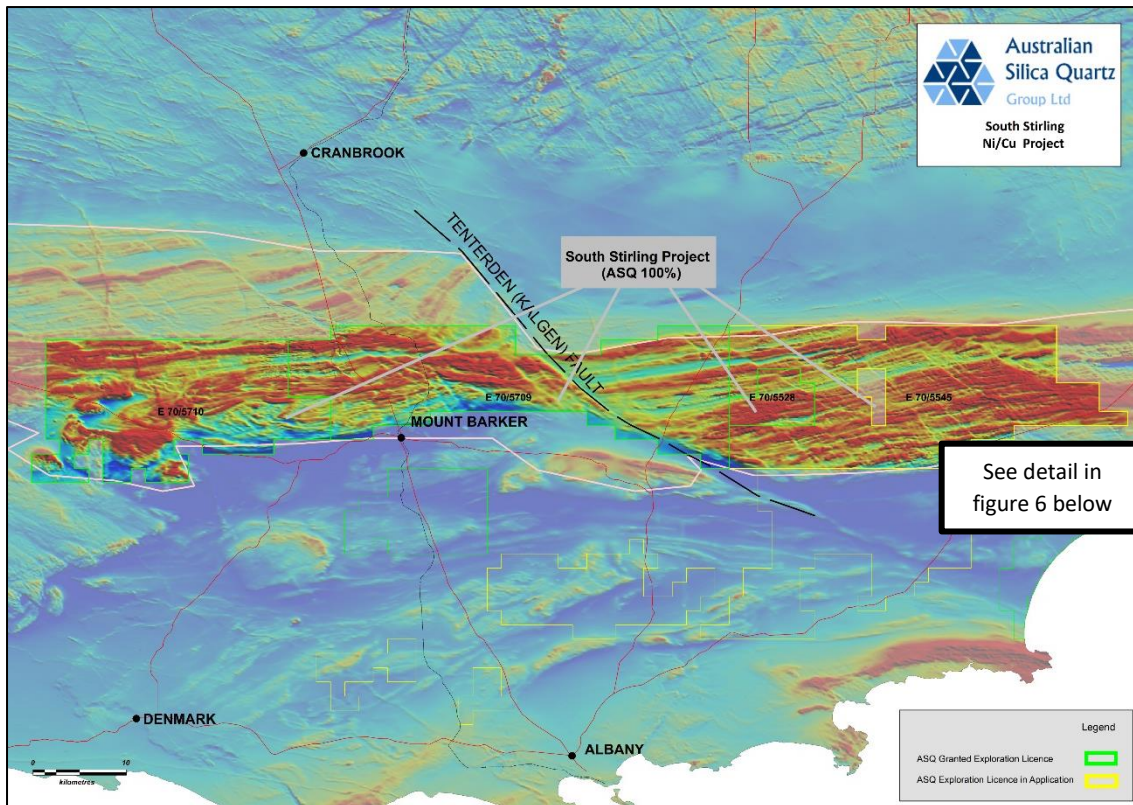 Australian
Silica Quartz
Group Ltd
South Stirling
Ni/Cu Project
CRANBROOK
TENTERDEN (KALGEN) FAULT
South Stirling Project
(ASQ 100%)
E 70/5710
E 70/5709
E 70/5528
E 70/5545
MOUNT BARKER
See detail in
figure 6 below
DENMARK
ALBANY
0 10
kilometres
Legend
ASQ Granted Exploration Licence
ASQ Exploration Licence in Application